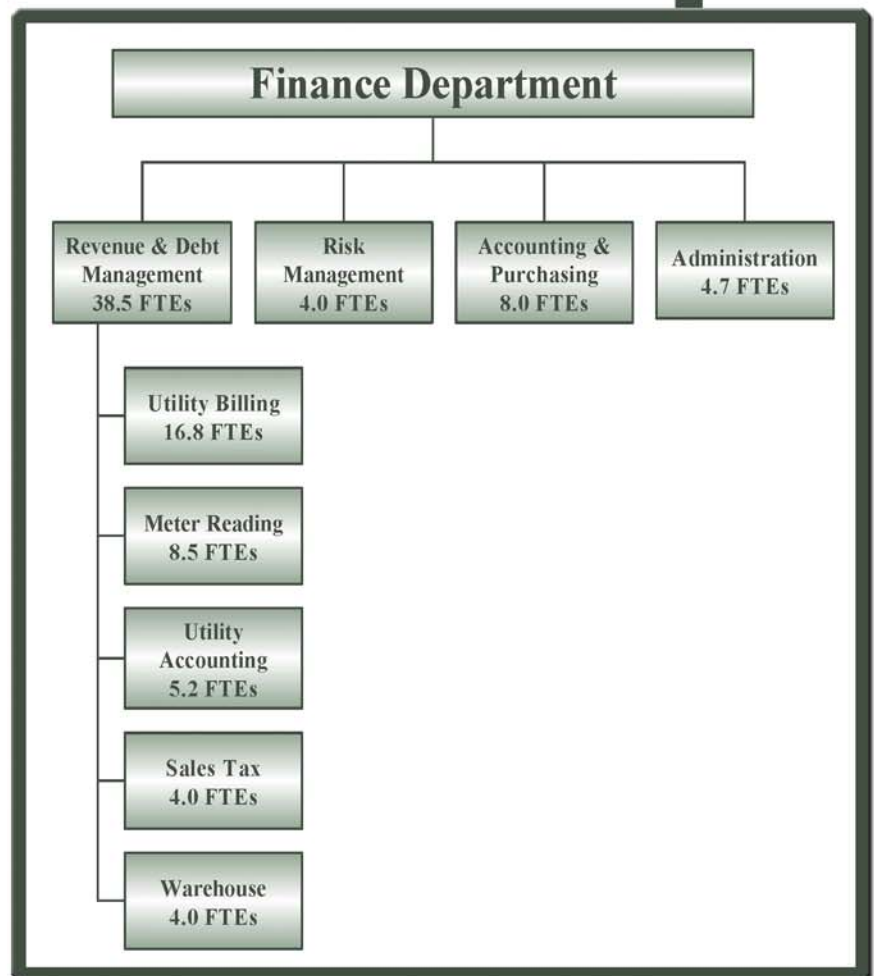 Finance Department
Revenue & Debt
Management
38.5 FTEs
Risk
Management
4.0 FTEs
Accounting &
Purchasing
8.0 FTEs
Administration
4.7 FTEs
Utility Billing
16.8 FTEs
Meter Reading
8.5 FTEs
Utility
Accounting
5.2 FTEs
Sales Tax
4.0 FTEs
Warehouse
4.0 FTEs